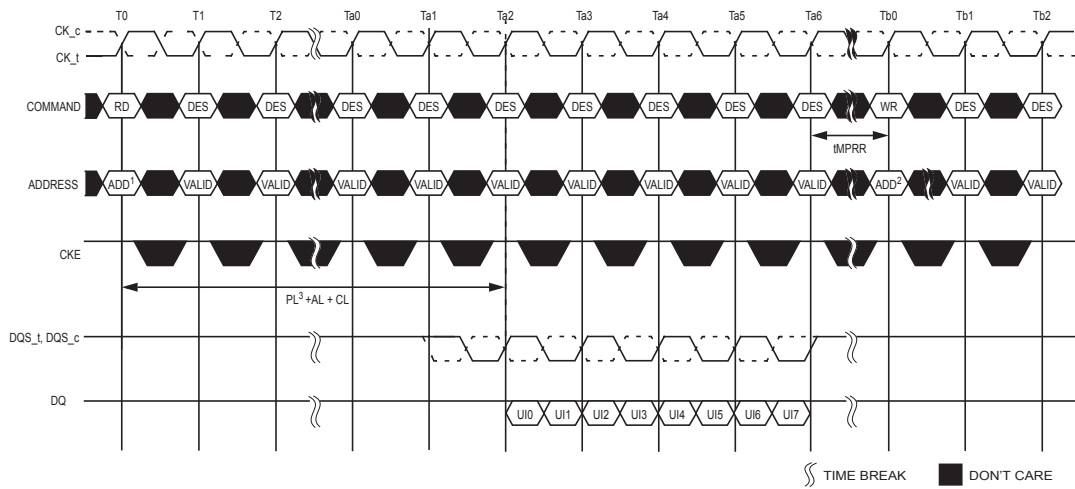 T0 T1 T2 Ta0 Ta1 Ta2 Ta3 Ta4 Ta5 Ta6 Tb0 Tb1 Tb2
CK_c
CK_t
COMMAND RD DES DES DES DES DES DES DES DES DES WR DES DES
tMPRR
ADDRESS ADD1 VALID VALID VALID VALID VALID VALID VALID VALID VALID ADD2 VALID VALID
CKE
PL3 +AL + CL
DQS_t, DQS_c
DQ UI0 UI1 UI2 UI3 UI4 UI5 UI6 UI7
TIME BREAK DON'T CARE